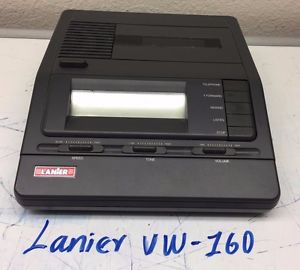 TELEPHONE
F.FORWARD
REWIND
LISTEN
STOP
SPEED
TONE
VOLUME
LANIER
Lanier VW-160